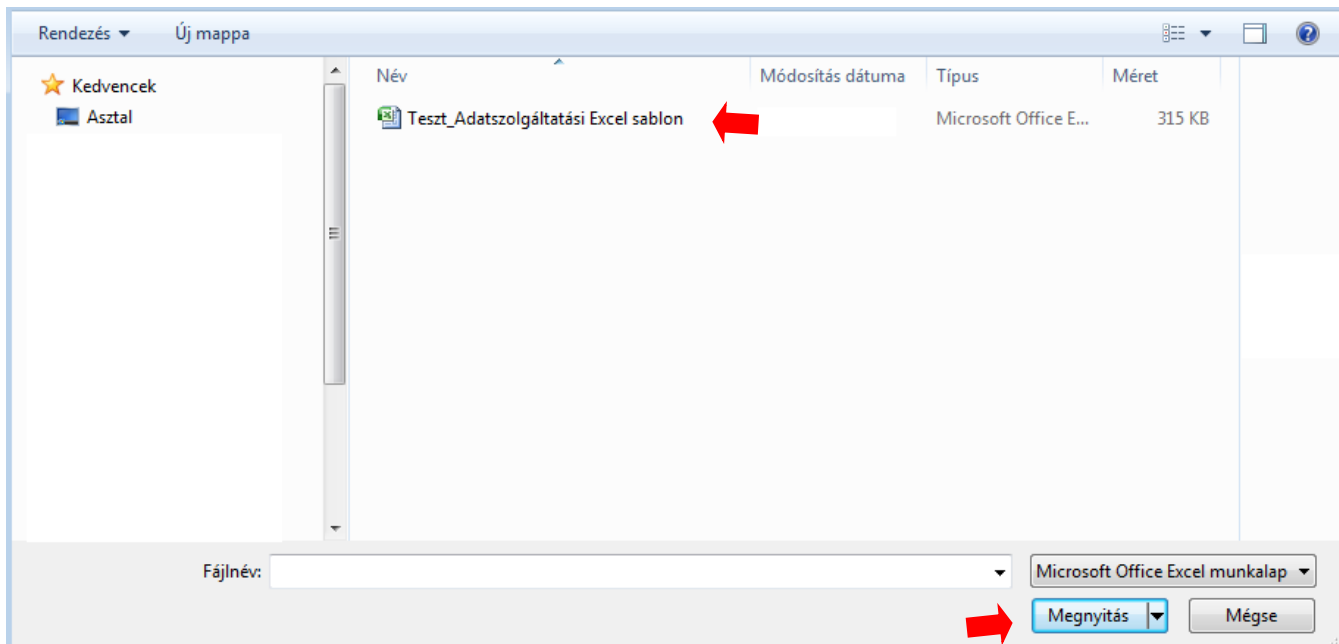 Rendezés Új mappa
Kedvencek
Asztal
Név Módosítás dátuma Típus Méret
Teszt_Adatszolgáltatási Excel sablon Microsoft Office E... 315 KB
Fájlnév: Microsoft Office Excel munkalap
Megnyitás Mégse